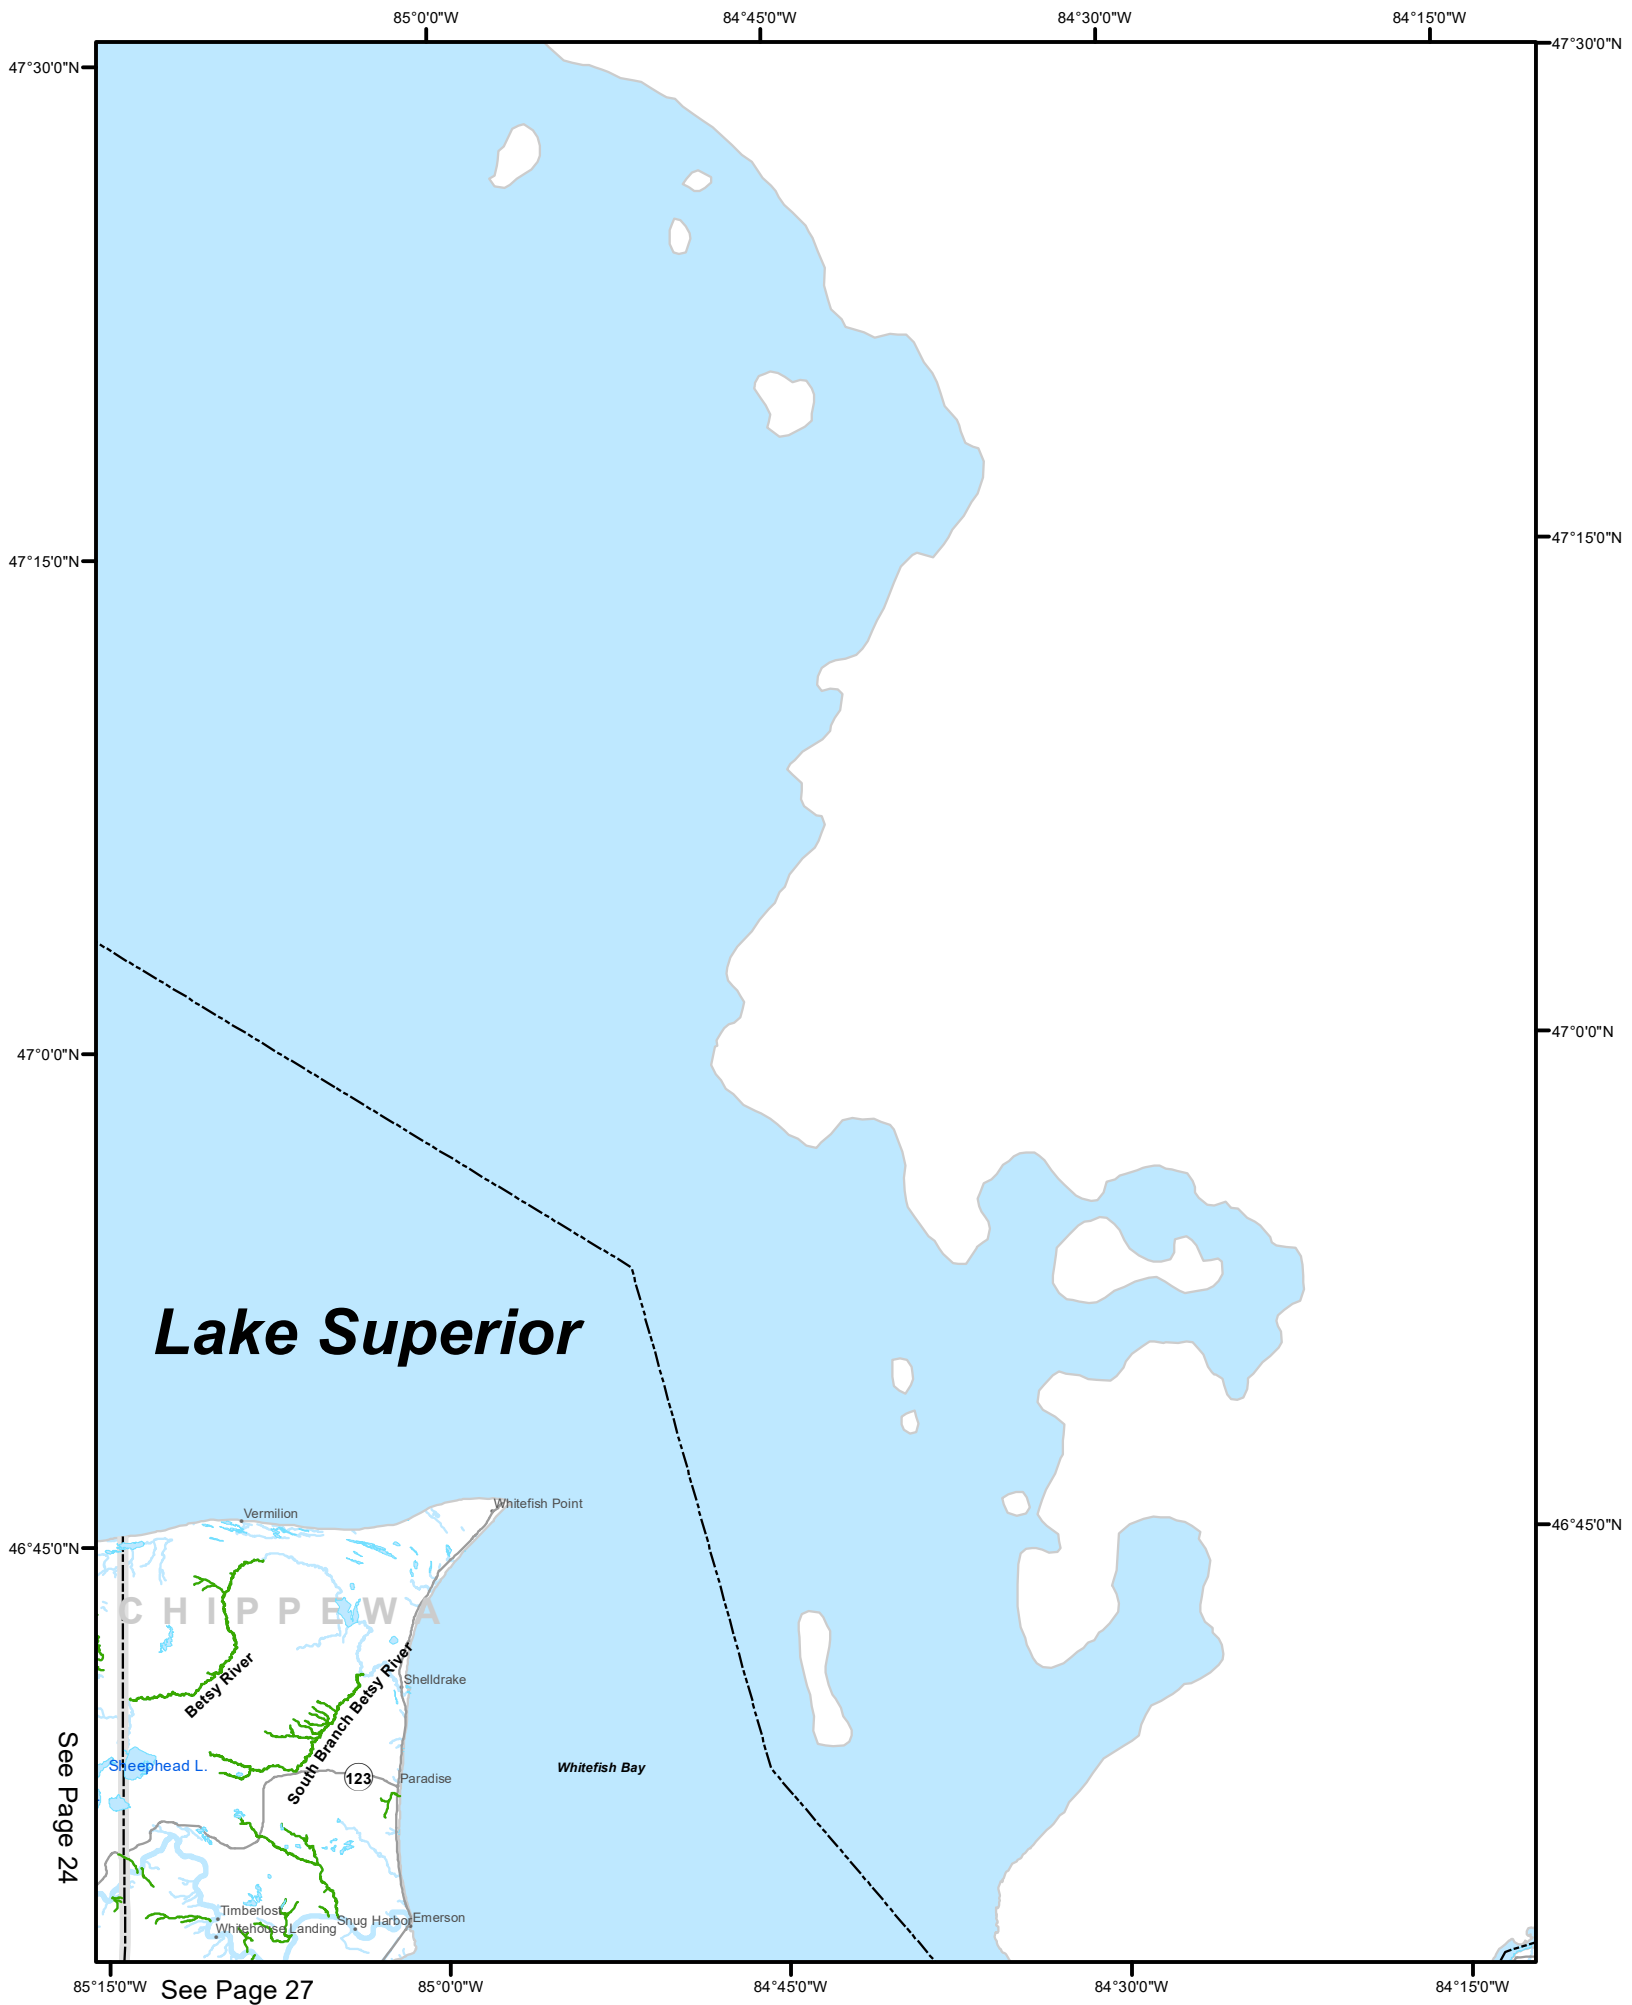 85°0'0"W
84°45'0"W
84°30'0"W
84°15'0"W
47°30'0"N
47°30'0"N
47°15'0"N
47°15'0"N
47°0'0"N
47°0'0"N
Lake Superior
Whitefish Point
Vermilion
46°45'0"N
46°45'0"N
CHIPPEWA
Betsy River
South Branch Betsy River
Shelldrake
See Page 24
Sheephead L.
Whitefish Bay
123
Paradise
Timberlost
Whitehouse Landing
Snug Harbor
Emerson
85°15'0"W
See Page 27
85°0'0"W
84°45'0"W
84°30'0"W
84°15'0"W